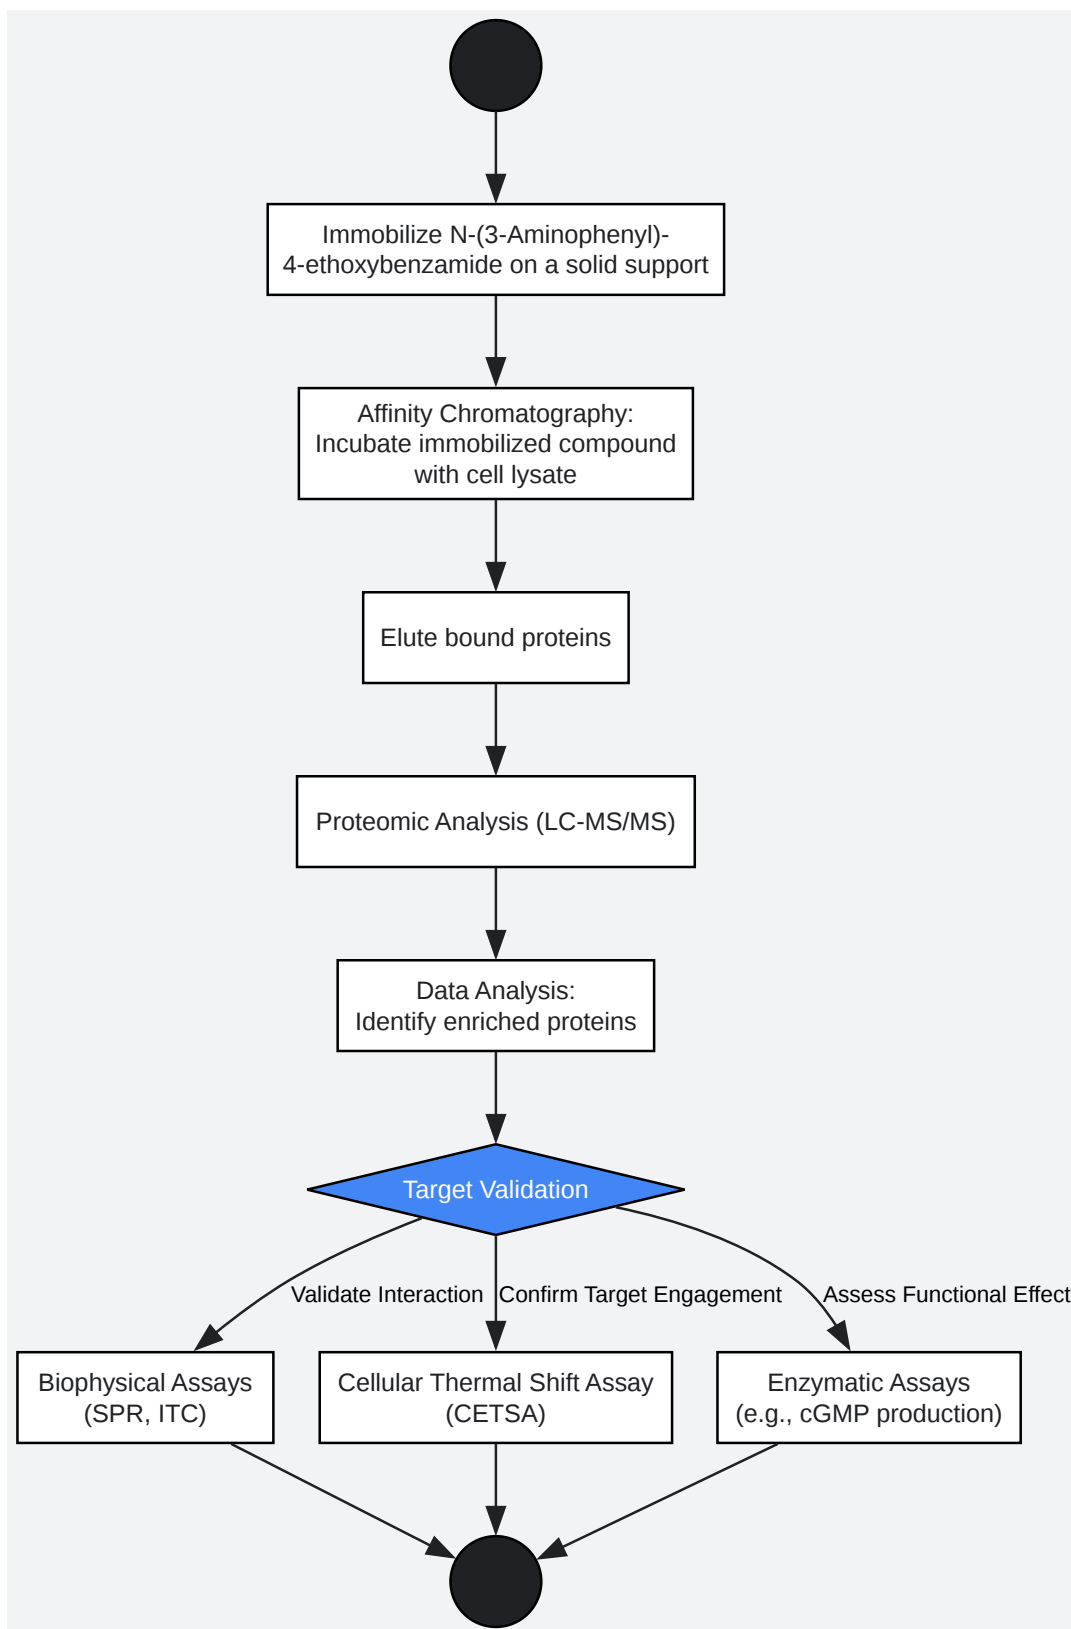 Immobilize N-(3-Aminophenyl)-
4-ethoxybenzamide on a solid support
Affinity Chromatography:
Incubate immobilized compound
with cell lysate
Elute bound proteins
Proteomic Analysis (LC-MS/MS)
Data Analysis:
Identify enriched proteins
Target Validation
Validate Interaction
Confirm Target Engagement
Assess Functional Effect
Biophysical Assays
(SPR, ITC)
Cellular Thermal Shift Assay
(CETSA)
Enzymatic Assays
(e.g., cGMP production)